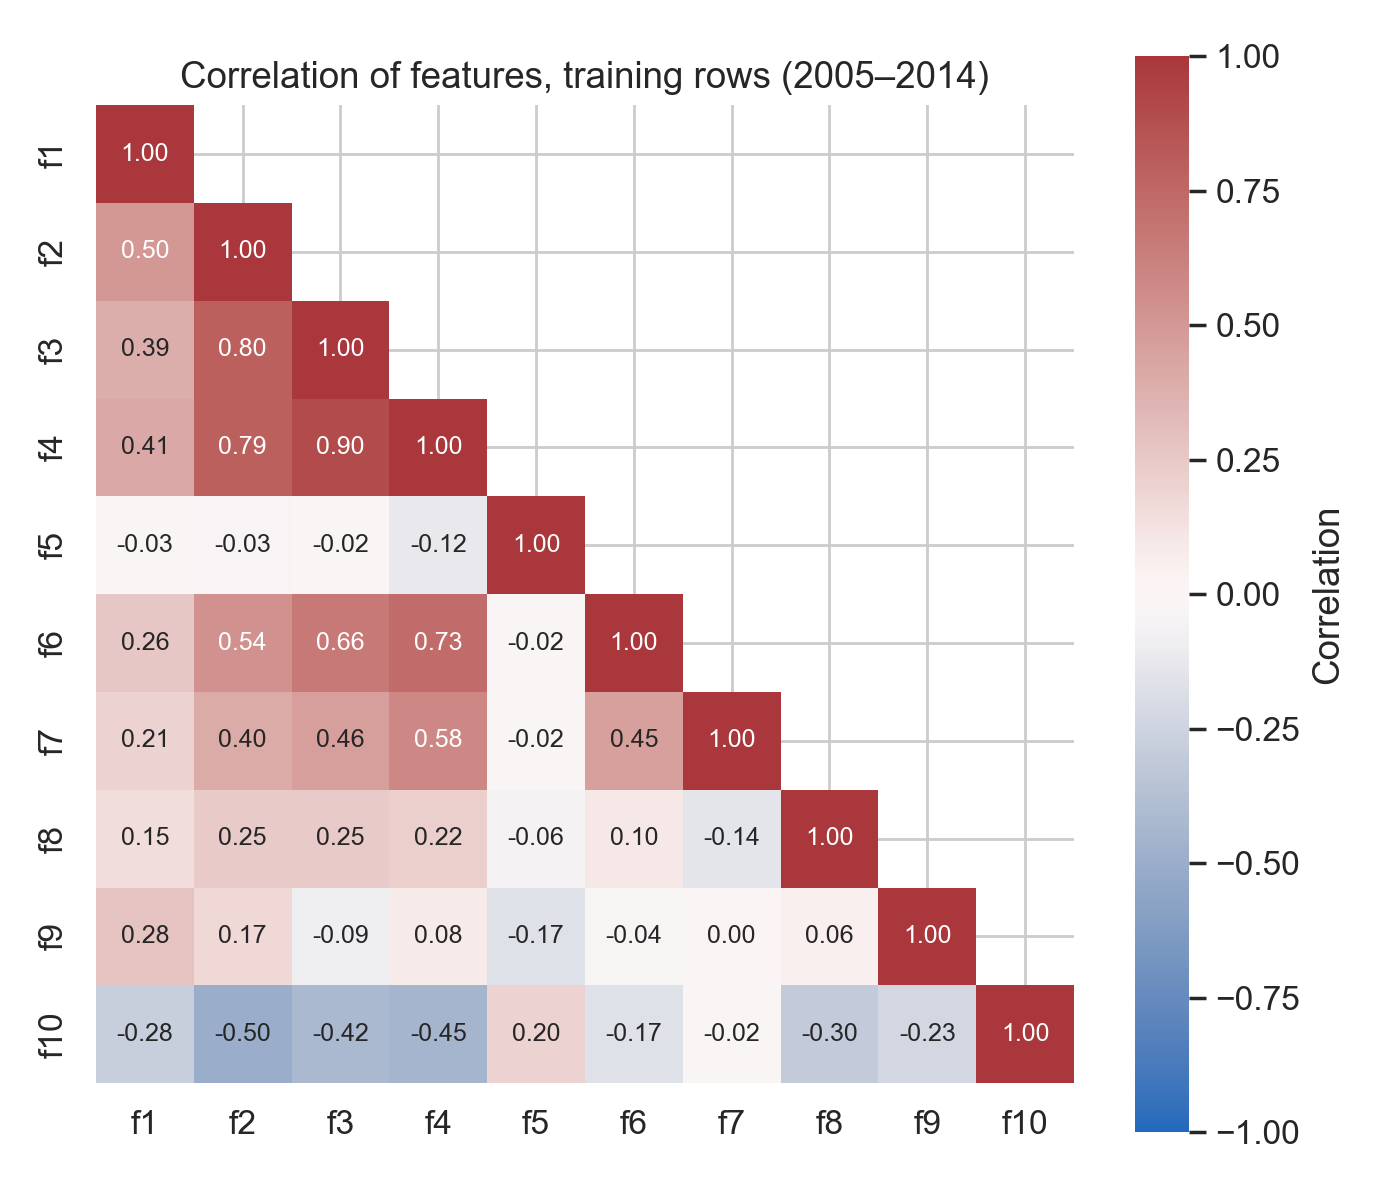 Correlation of features, training rows (2005–2014)
f1 1.00
f2 0.50 1.00
f3 0.39 0.80 1.00
f4 0.41 0.79 0.90 1.00
f5 -0.03 -0.03 -0.02 -0.12 1.00
f6 0.26 0.54 0.66 0.73 -0.02 1.00
f7 0.21 0.40 0.46 0.58 -0.02 0.45 1.00
f8 0.15 0.25 0.25 0.22 -0.06 0.10 -0.14 1.00
f9 0.28 0.17 -0.09 0.08 -0.17 -0.04 0.00 0.06 1.00
f10 -0.28 -0.50 -0.42 -0.45 0.20 -0.17 -0.02 -0.30 -0.23 1.00
f1 f2 f3 f4 f5 f6 f7 f8 f9 f10
1.00
0.75
0.50
0.25
0.00
−0.25
−0.50
−0.75
−1.00
Correlation